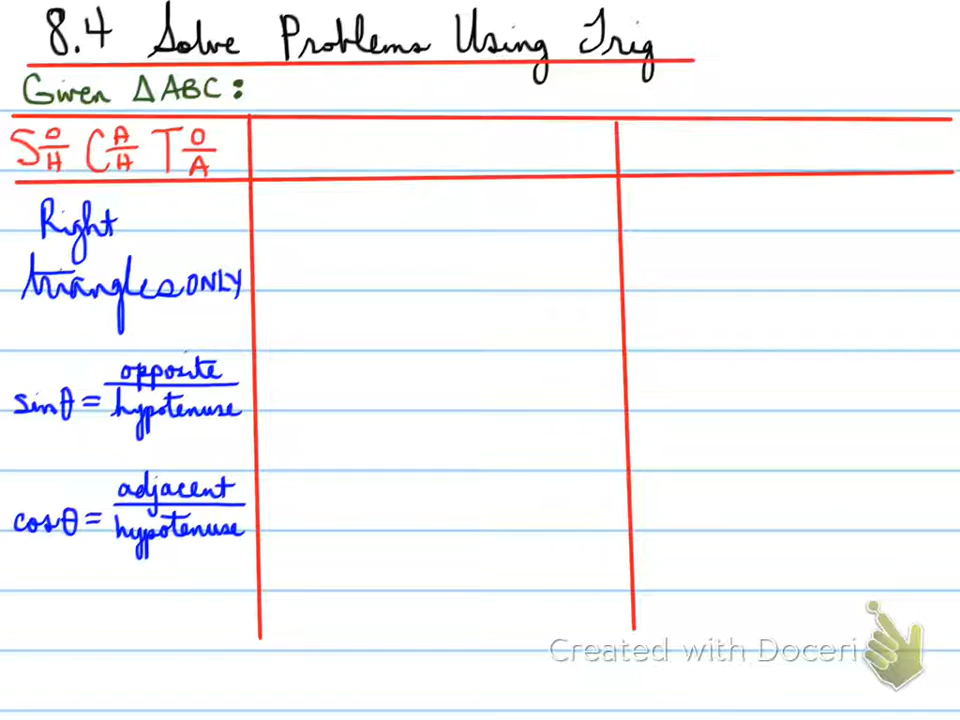 8.4 Solve Problems Using Trig
Given △ABC:
S O/H C A/H T O/A
Right
triangles ONLY
sinθ = opposite/hypotenuse
cosθ = adjacent/hypotenuse
Created with Doceri